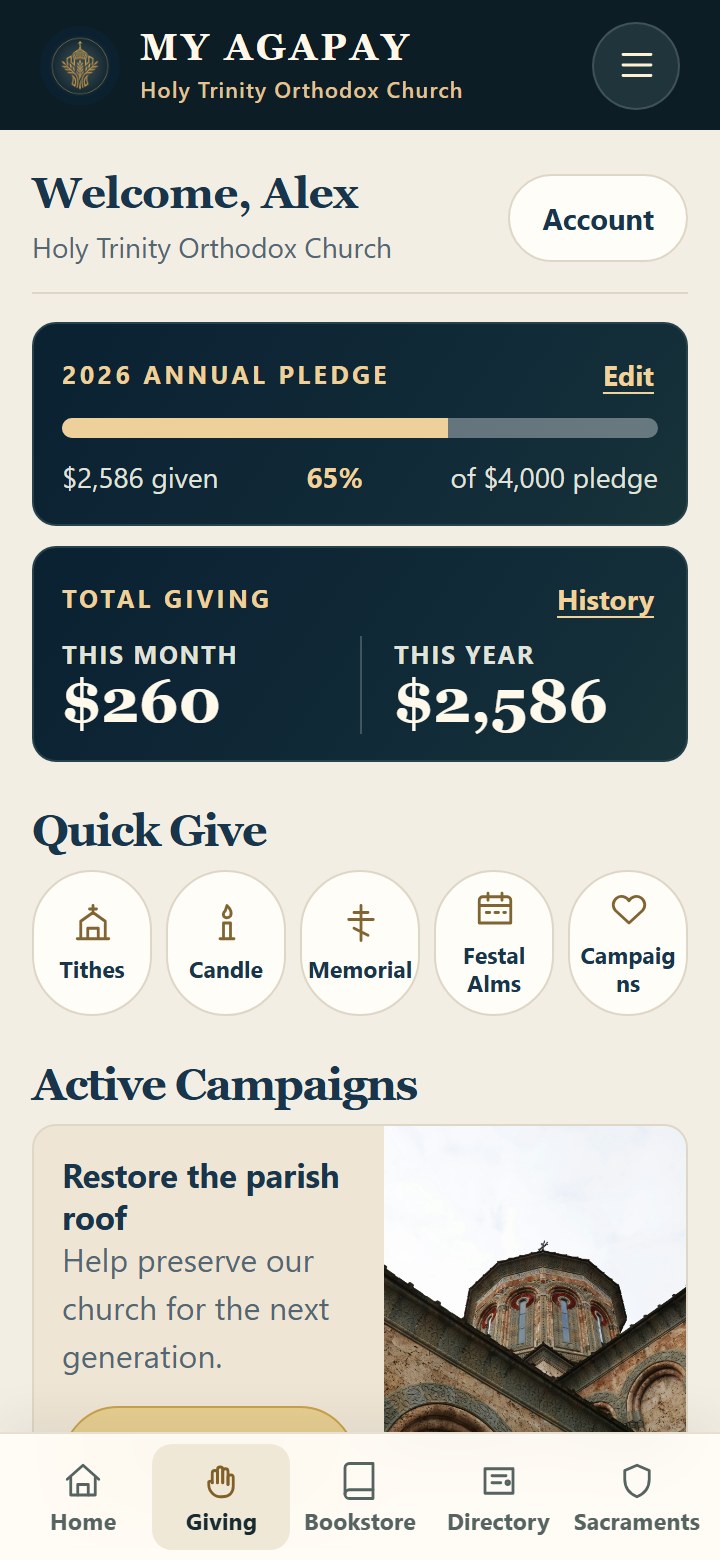 MY AGAPAY
Holy Trinity Orthodox Church
Welcome, Alex
Holy Trinity Orthodox Church
Account
2026 ANNUAL PLEDGE
Edit
$2,586 given
65%
of $4,000 pledge
TOTAL GIVING
History
THIS MONTH
$260
THIS YEAR
$2,586
Quick Give
Tithes
Candle
Memorial
Festal
Alms
Campaig
ns
Active Campaigns
Restore the parish
roof
Help preserve our
church for the next
generation.
Home
Giving
Bookstore
Directory
Sacraments